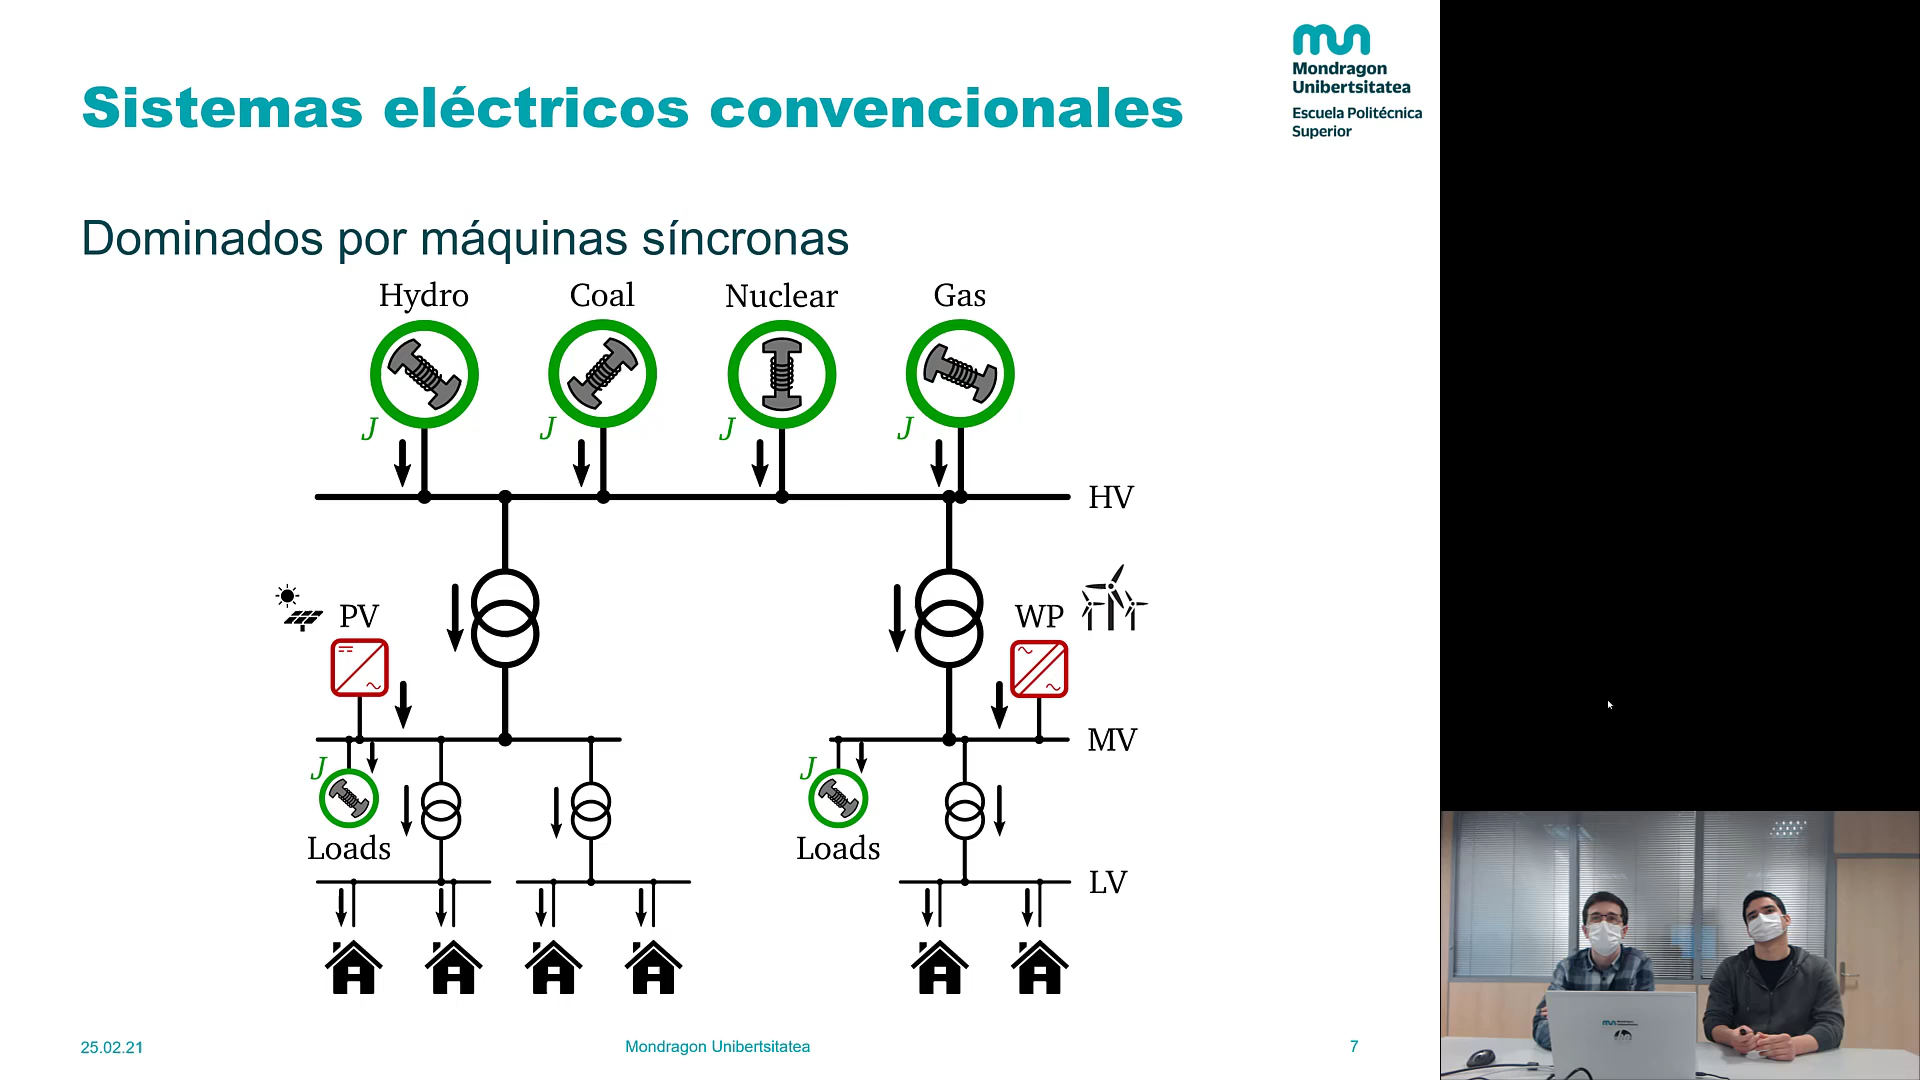 Mondragon
Unibertsitatea
Escuela Politécnica
Superior
Sistemas eléctricos convencionales
Dominados por máquinas síncronas
Hydro
Coal
Nuclear
Gas
J
J
J
J
HV
PV
WP
MV
J
J
Loads
Loads
LV
25.02.21
Mondragon Unibertsitatea
7